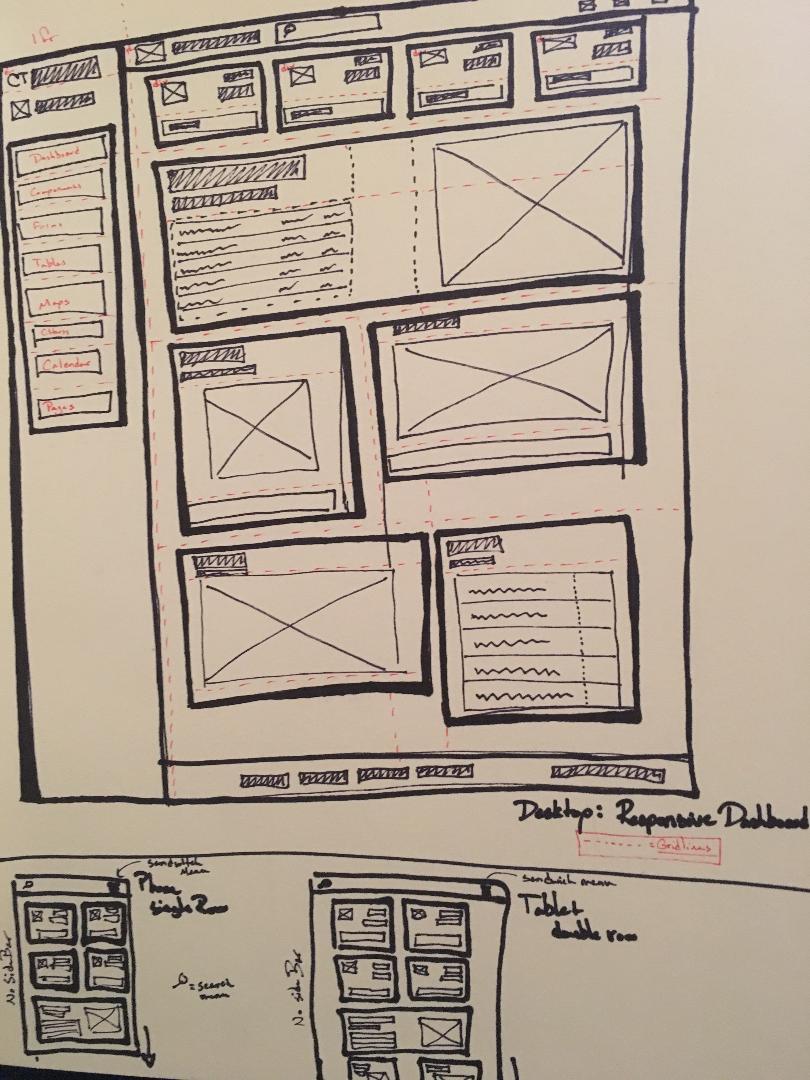 1fr
CT
Dashboard
Components
Forms
Tables
Maps
Charts
Calendar
Pages
Desktop: Responsive Dashboard
------- = Gridlines
sandwitch
Menu
Phone
single Row
No Side Bar
= search
menu
sandwich menu
Tablet
double row
No side Bar